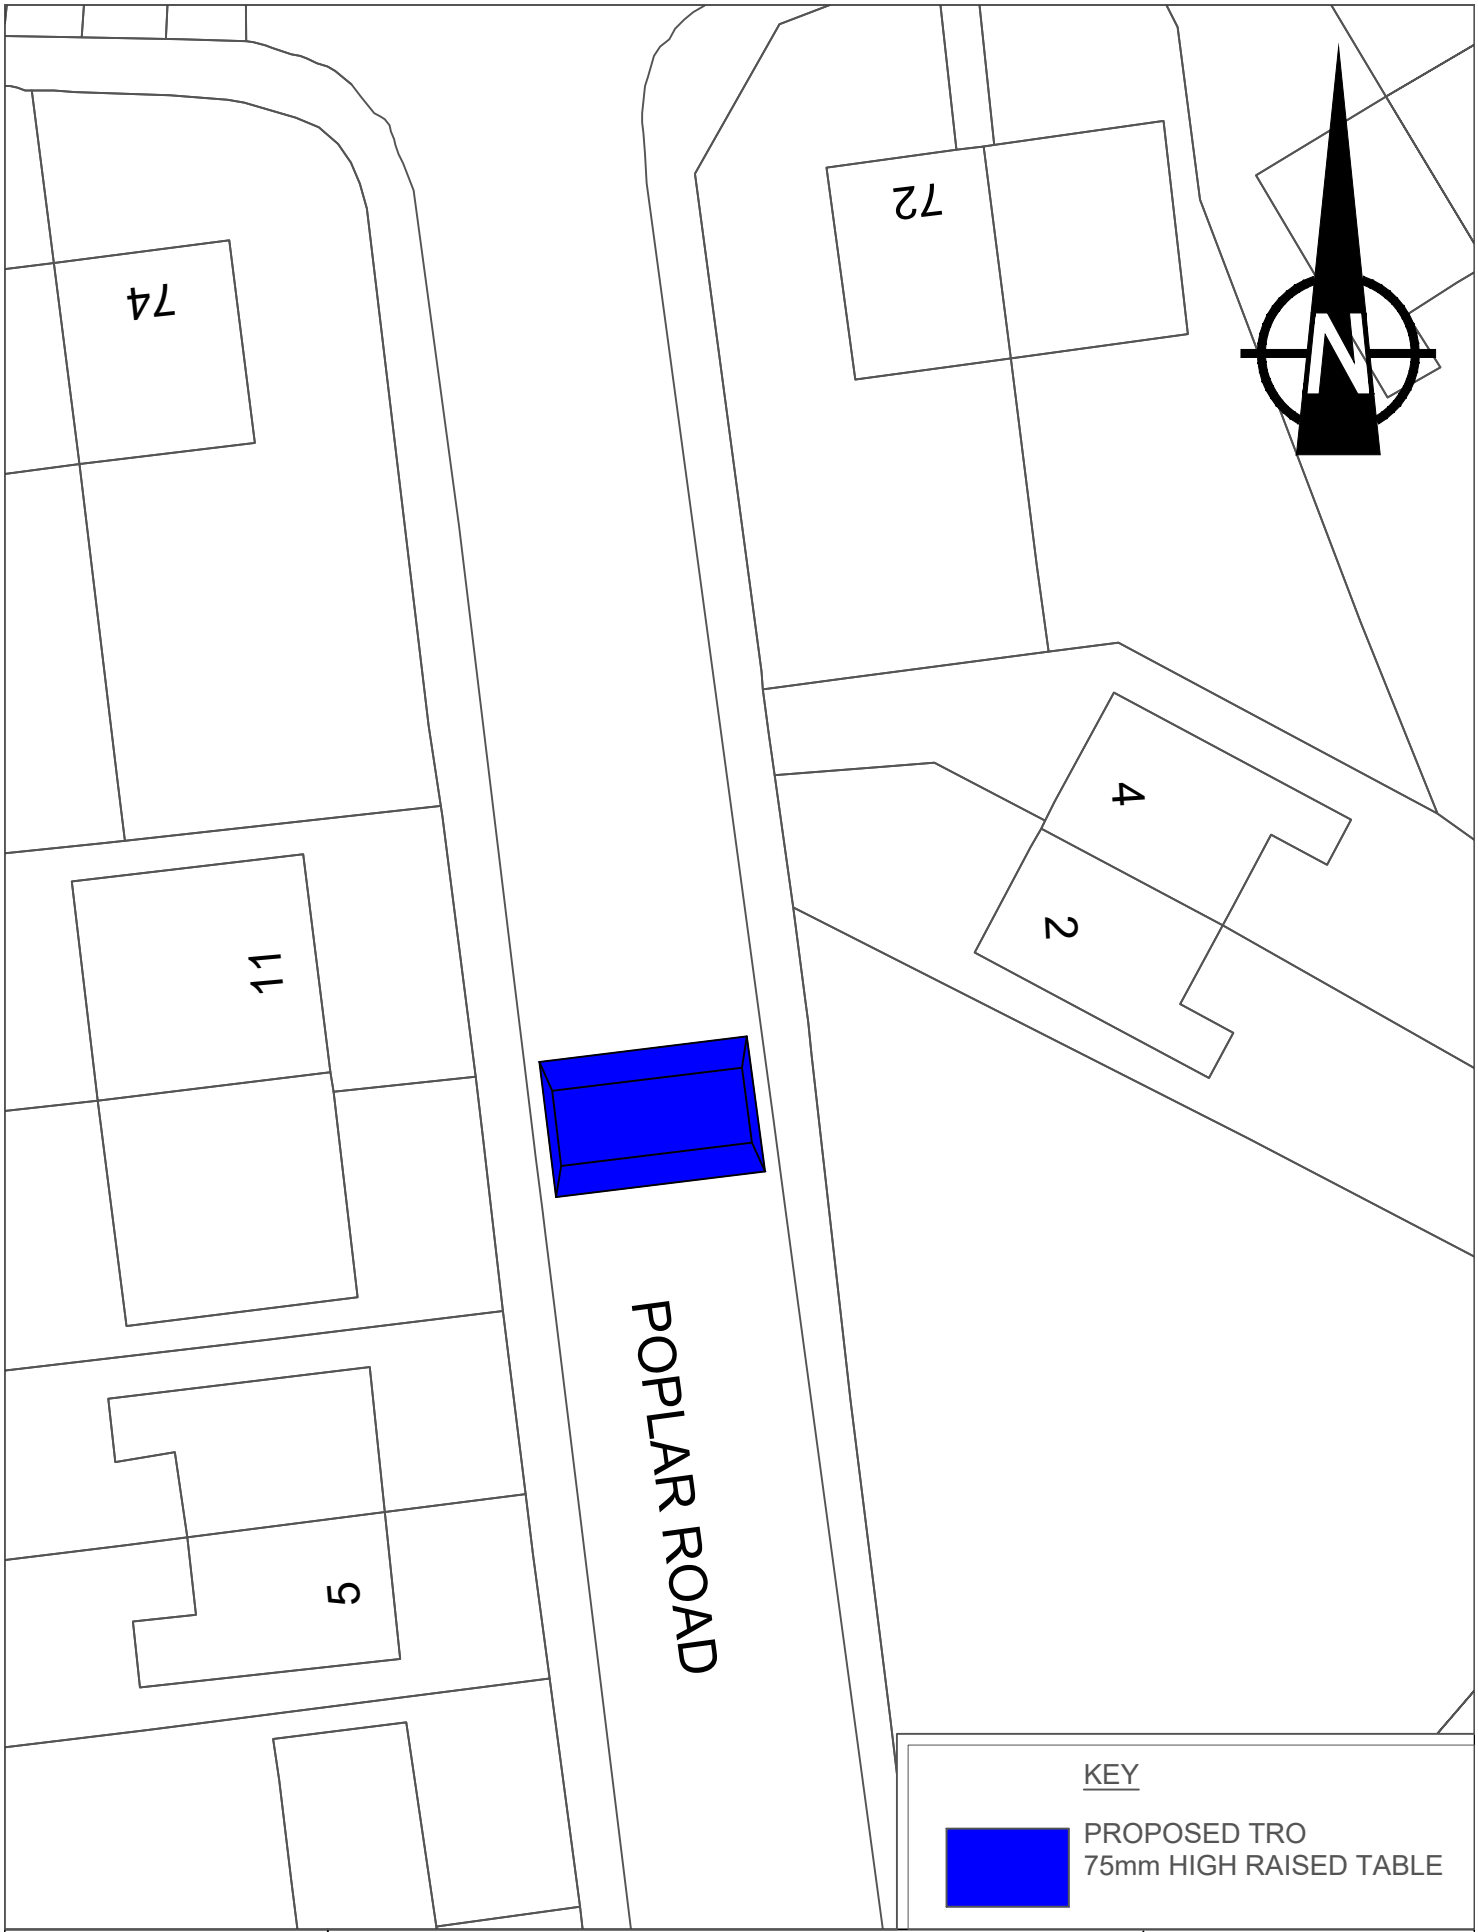 72
N
74
4
2
11
POPLAR ROAD
5
KEY
PROPOSED TRO
75mm HIGH RAISED TABLE